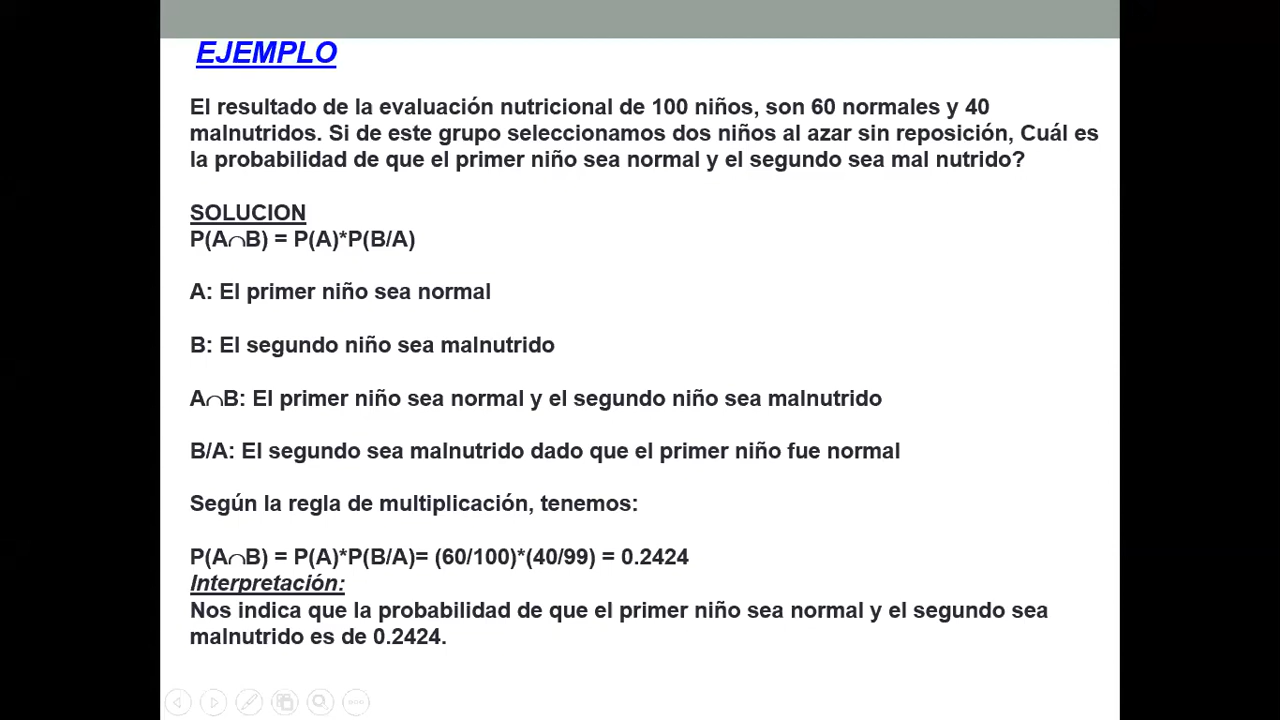 EJEMPLO
El resultado de la evaluación nutricional de 100 niños, son 60 normales y 40
malnutridos. Si de este grupo seleccionamos dos niños al azar sin reposición, Cuál es
la probabilidad de que el primer niño sea normal y el segundo sea mal nutrido?
SOLUCION
P(A∩B) = P(A)*P(B/A)
A: El primer niño sea normal
B: El segundo niño sea malnutrido
A∩B: El primer niño sea normal y el segundo niño sea malnutrido
B/A: El segundo sea malnutrido dado que el primer niño fue normal
Según la regla de multiplicación, tenemos:
P(A∩B) = P(A)*P(B/A)= (60/100)*(40/99) = 0.2424
Interpretación:
Nos indica que la probabilidad de que el primer niño sea normal y el segundo sea
malnutrido es de 0.2424.